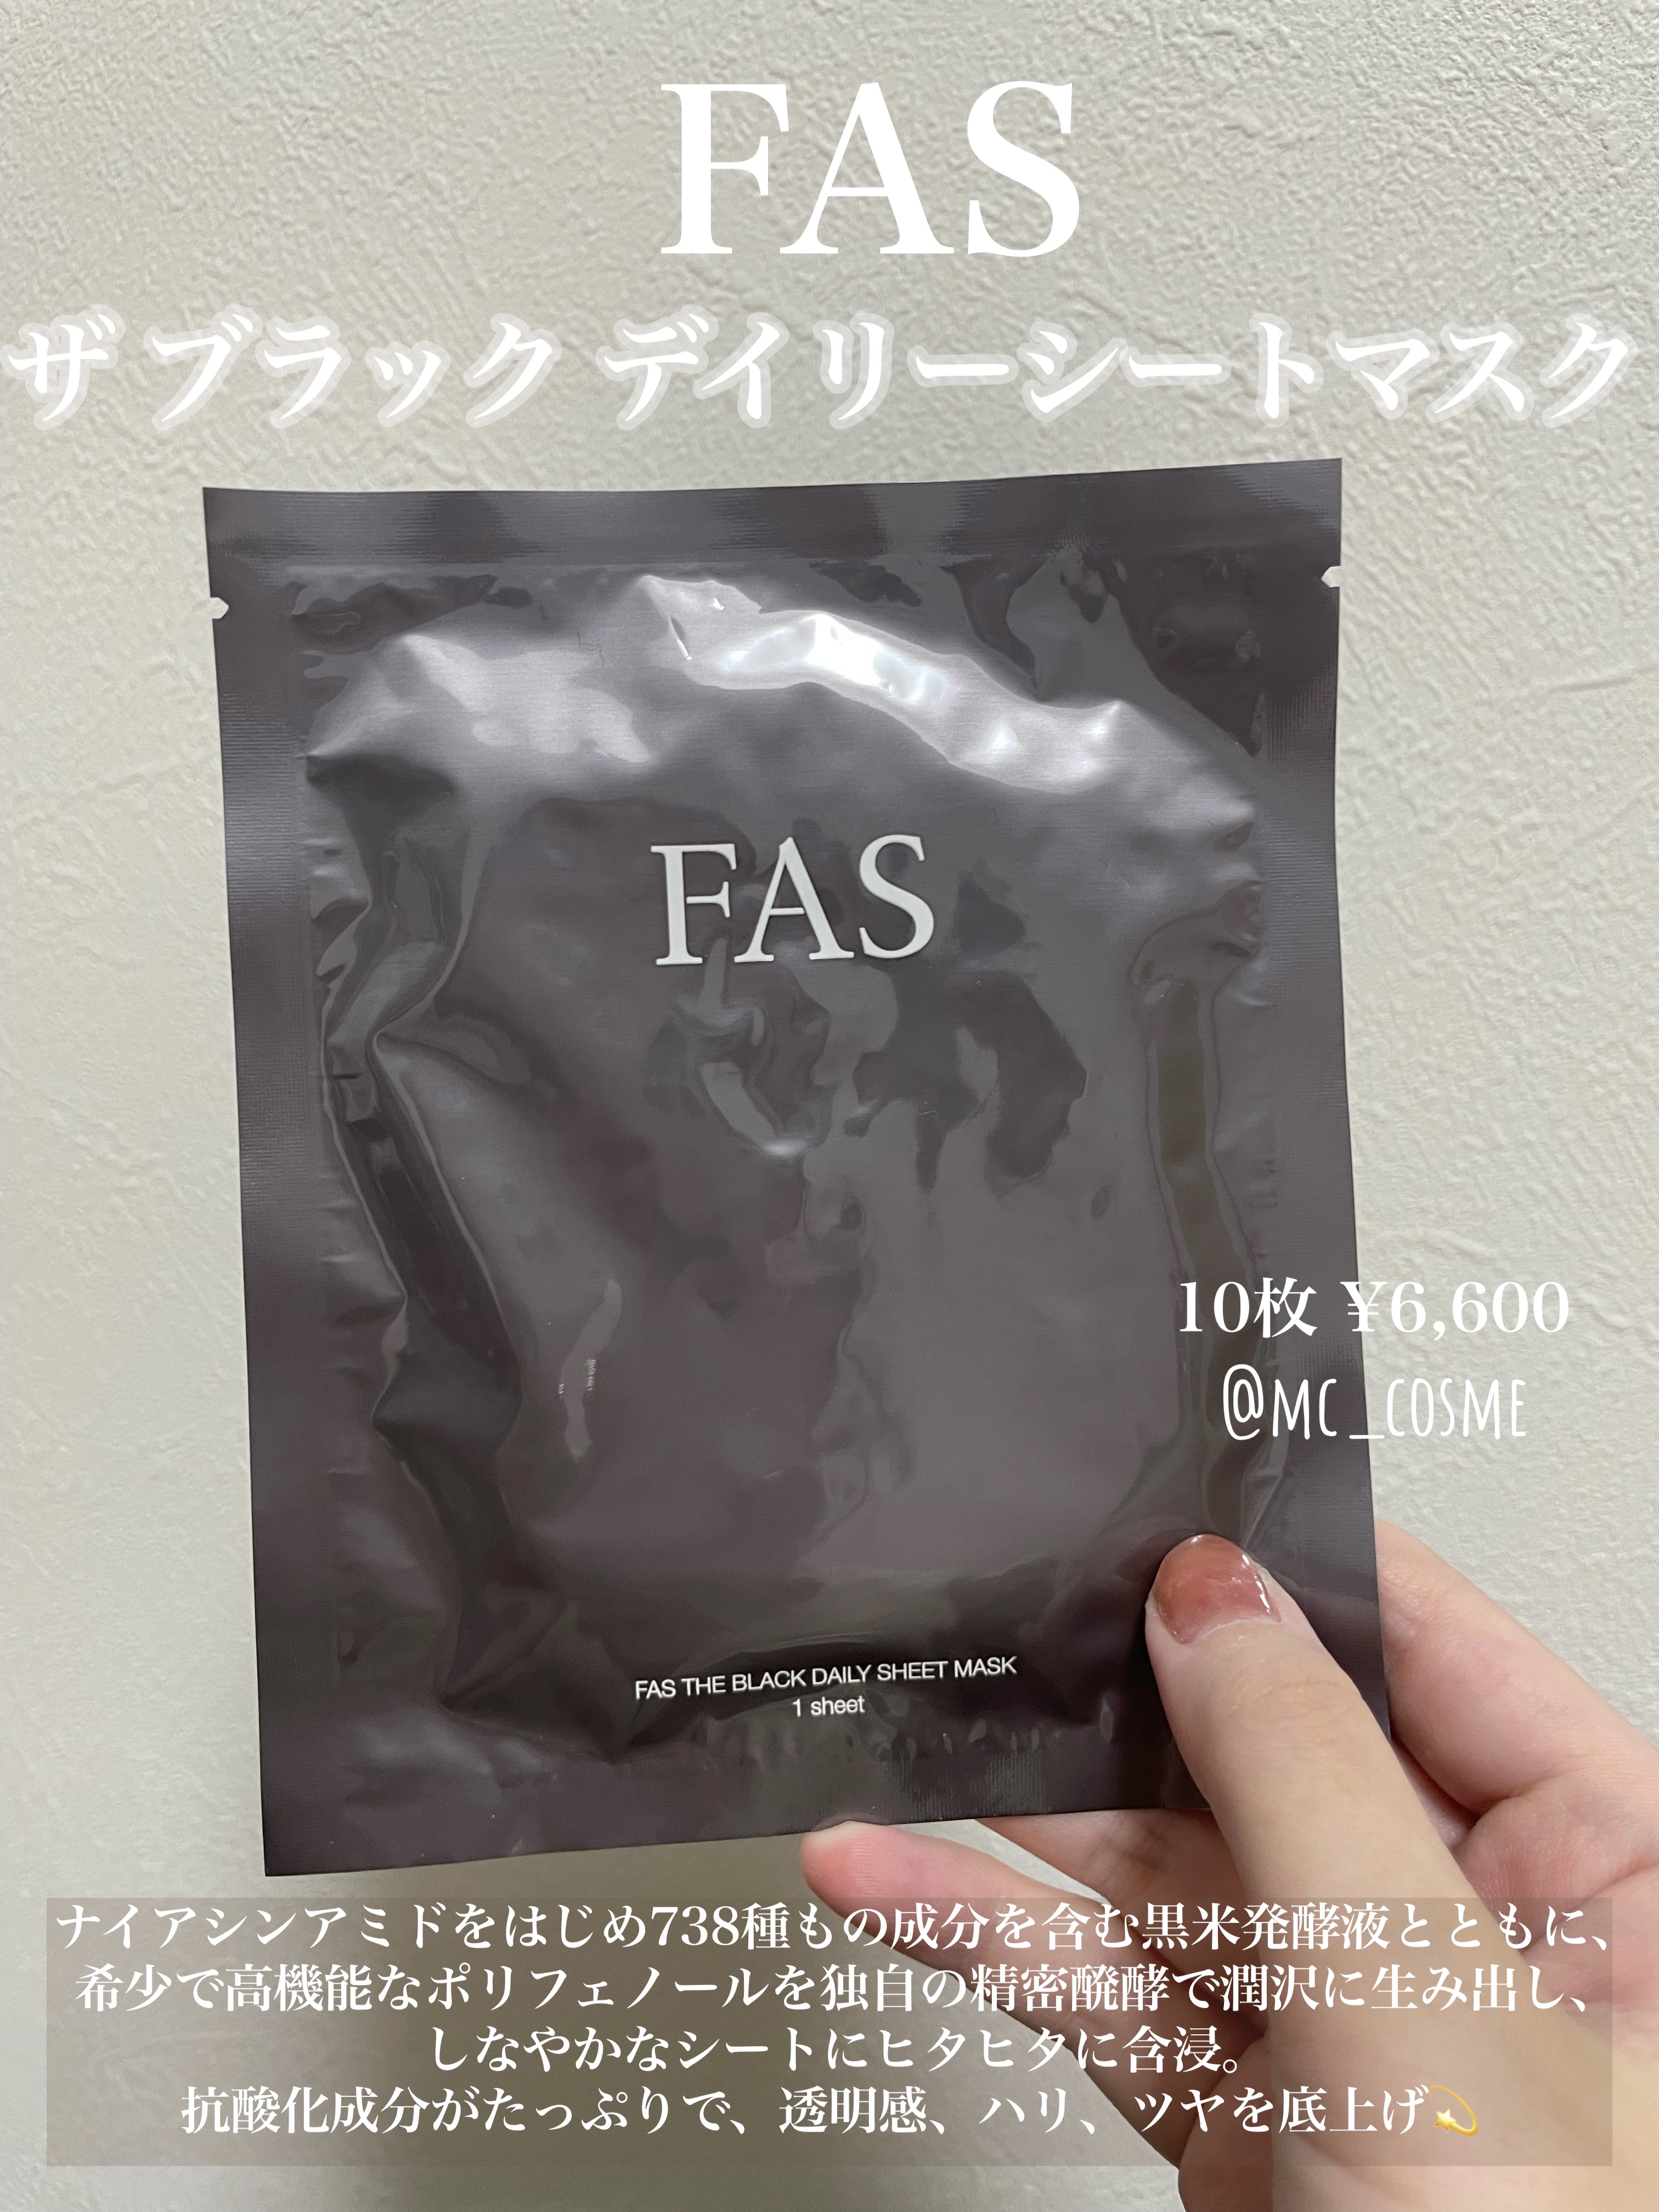 FAS
ザ ブラック デイリーシートマスク
FAS
10枚 ¥6,600
@MC_COSME
FAS THE BLACK DAILY SHEET MASK
1 sheet
ナイアシンアミドをはじめ738種もの成分を含む黒米発酵液とともに、
希少で高機能なポリフェノールを独自の精密醗酵で潤沢に生み出し、
しなやかなシートにヒタヒタに含浸。
抗酸化成分がたっぷりで、透明感、ハリ、ツヤを底上げ💫